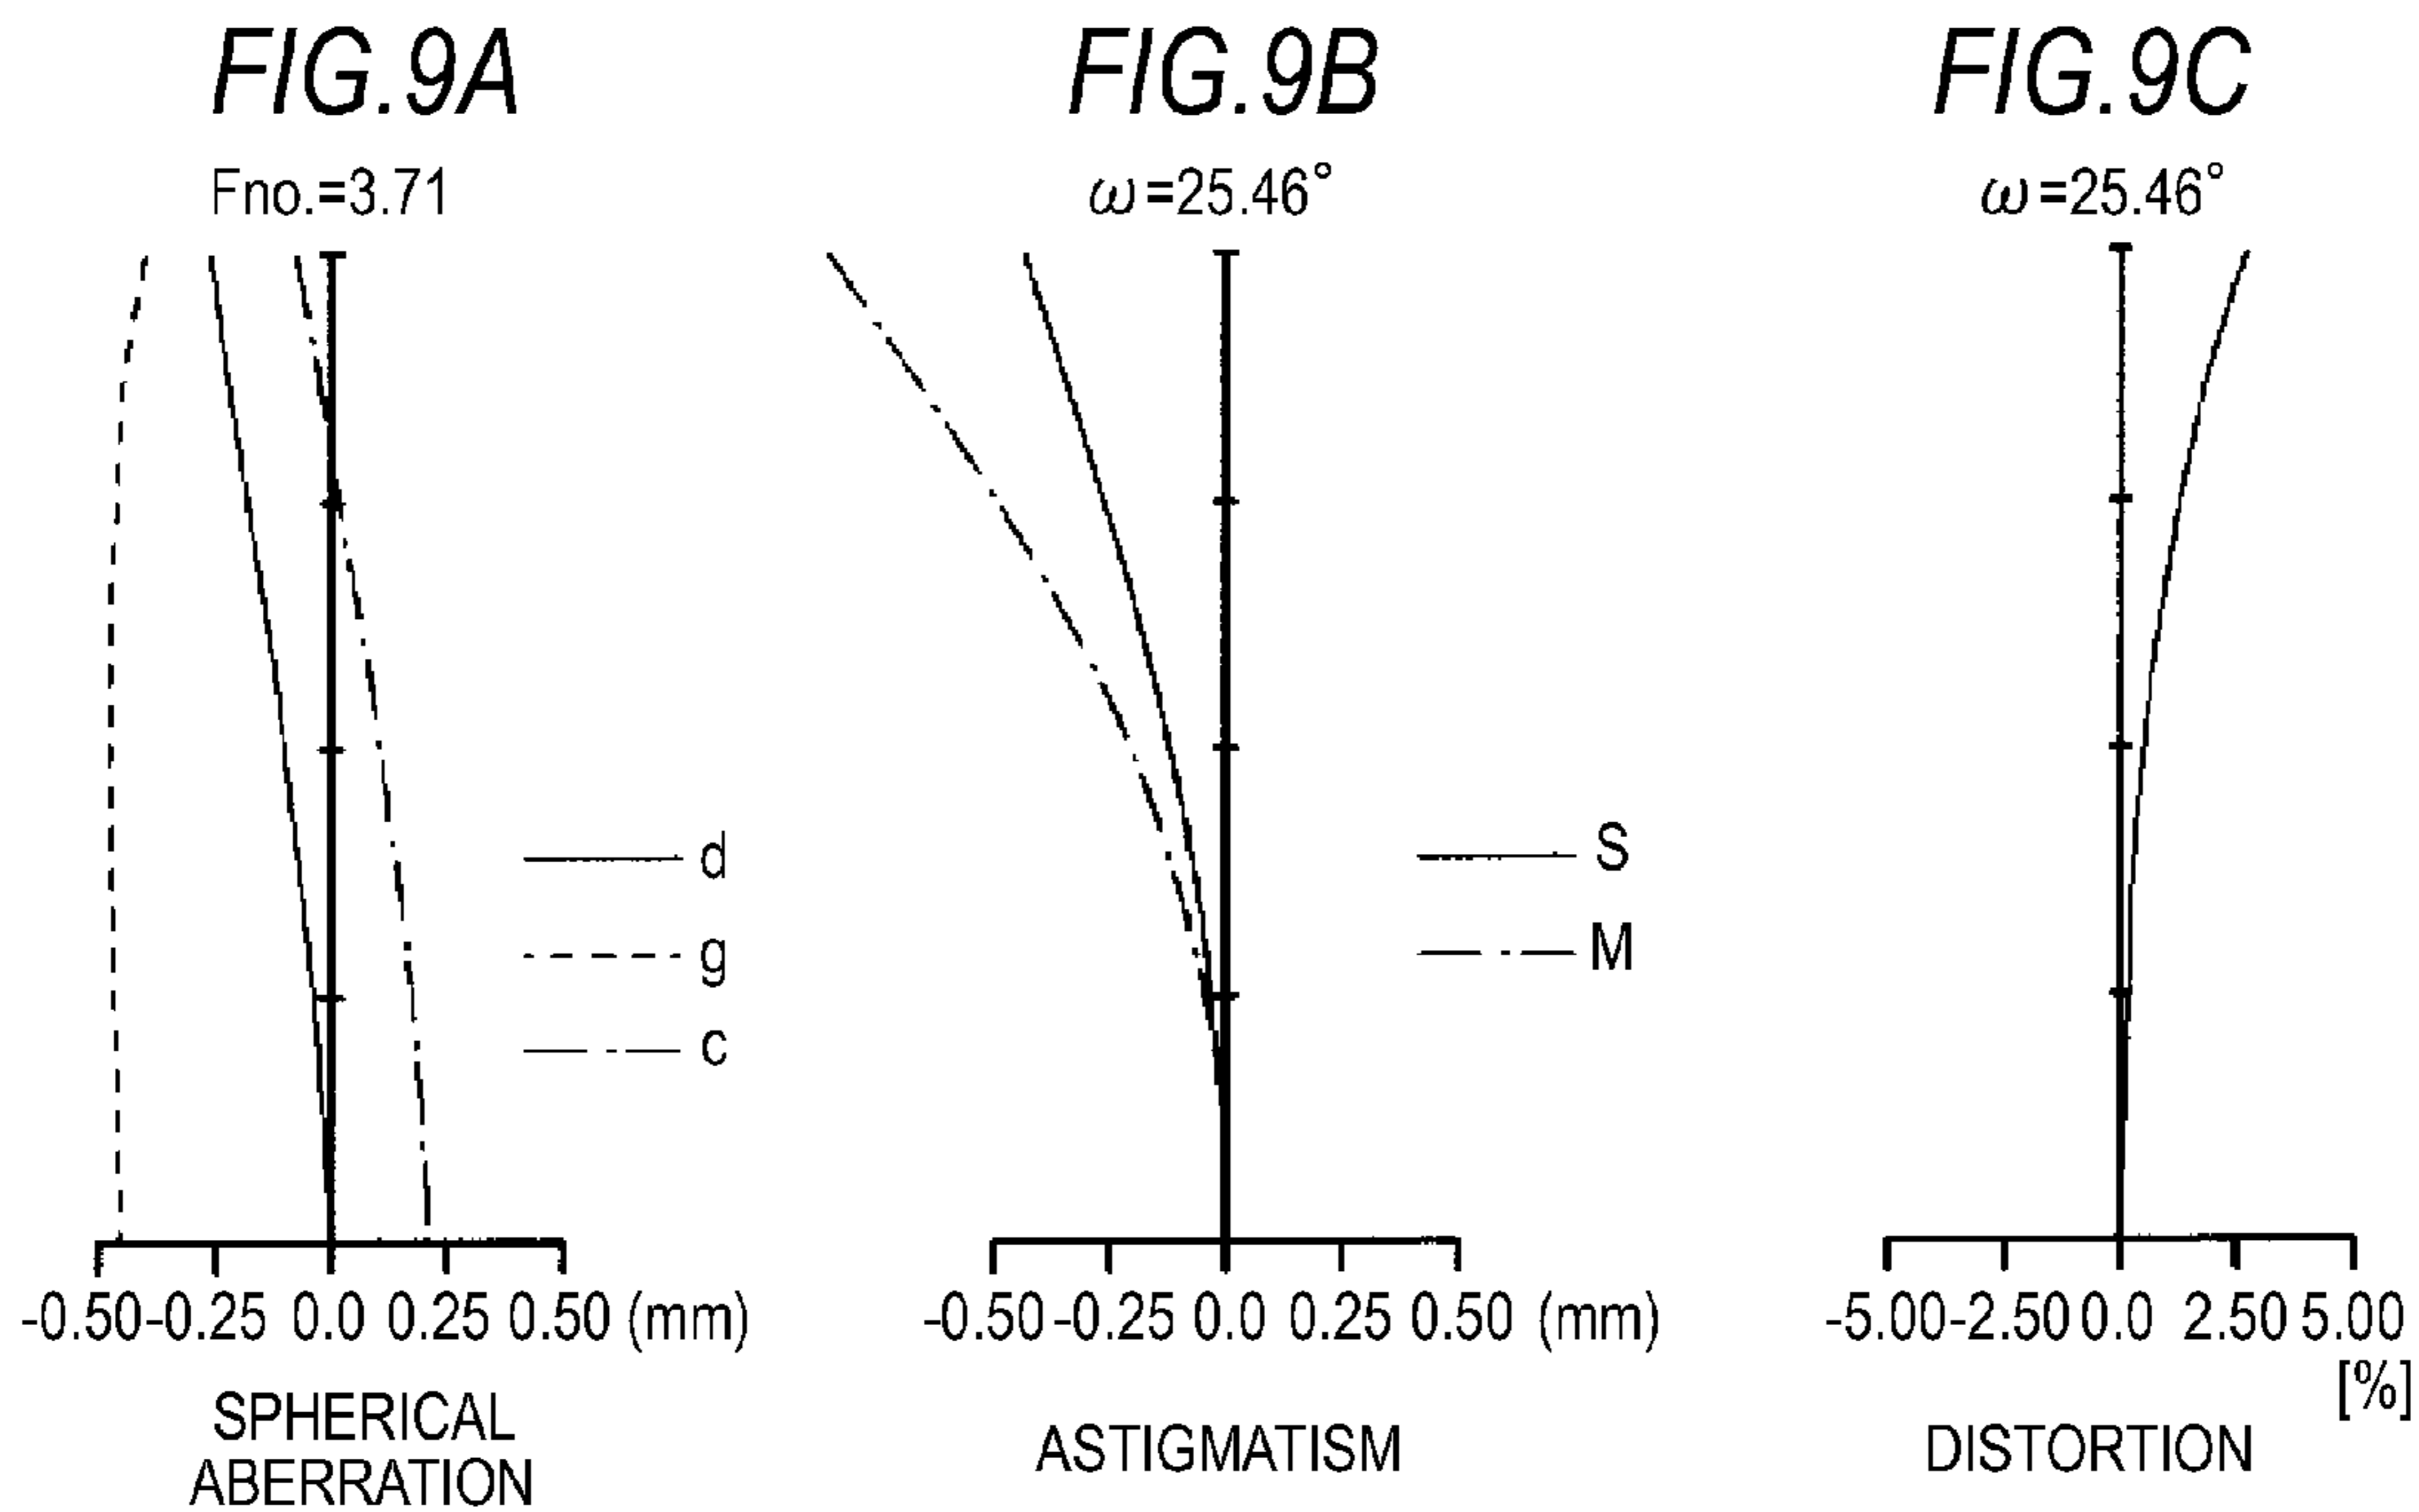 FIG.9A
Fno.=3.71
d
g
c
-0.50 -0.25 0.0 0.25 0.50 (mm)
SPHERICAL
ABERRATION
FIG.9B
ω=25.46°
S
M
-0.50 -0.25 0.0 0.25 0.50 (mm)
ASTIGMATISM
FIG.9C
ω=25.46°
-5.00 -2.50 0.0 2.50 5.00
[%]
DISTORTION